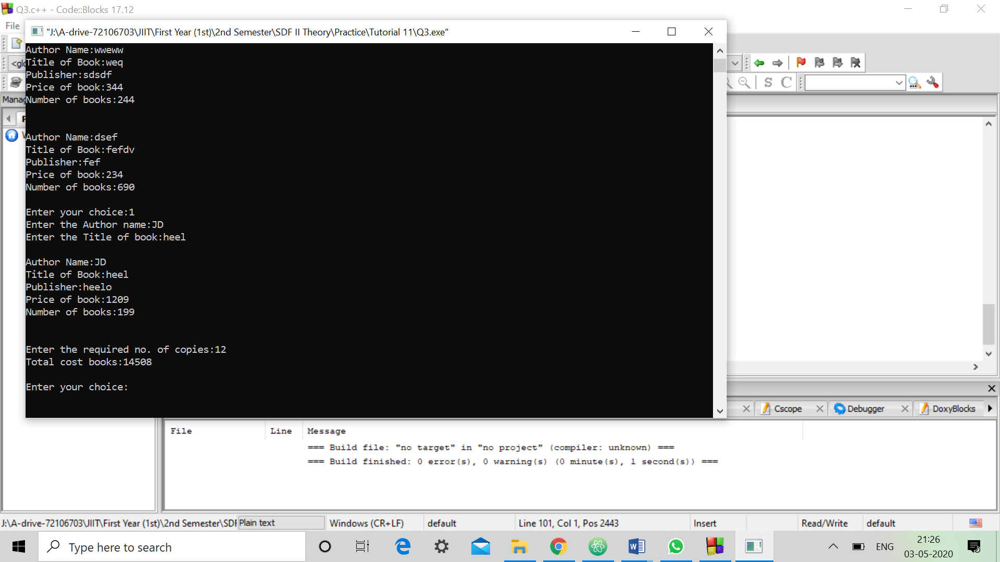 Q3.c++ - Code::Blocks 17.12
File
"J:\A-drive-72106703\JIIT\First Year (1st)\2nd Semester\SDF II Theory\Practice\Tutorial 11\Q3.exe"
Author Name:wweww
Title of Book:weq
Publisher:sdsdf
Price of book:344
Number of books:244
Author Name:dsef
Title of Book:fefdv
Publisher:fef
Price of book:234
Number of books:690
Enter your choice:1
Enter the Author name:JD
Enter the Title of book:heel
Author Name:JD
Title of Book:heel
Publisher:heelo
Price of book:1209
Number of books:199
Enter the required no. of copies:12
Total cost books:14508
Enter your choice:
S C
Cscope Debugger DoxyBlocks
File Line Message
=== Build file: "no target" in "no project" (compiler: unknown) ===
=== Build finished: 0 error(s), 0 warning(s) (0 minute(s), 1 second(s)) ===
J:\A-drive-72106703\JIIT\First Year (1st)\2nd Semester\SDF Plain text Windows (CR+LF) default Line 101, Col 1, Pos 2443 Insert Read/Write default
Type here to search
ENG
21:26
03-05-2020